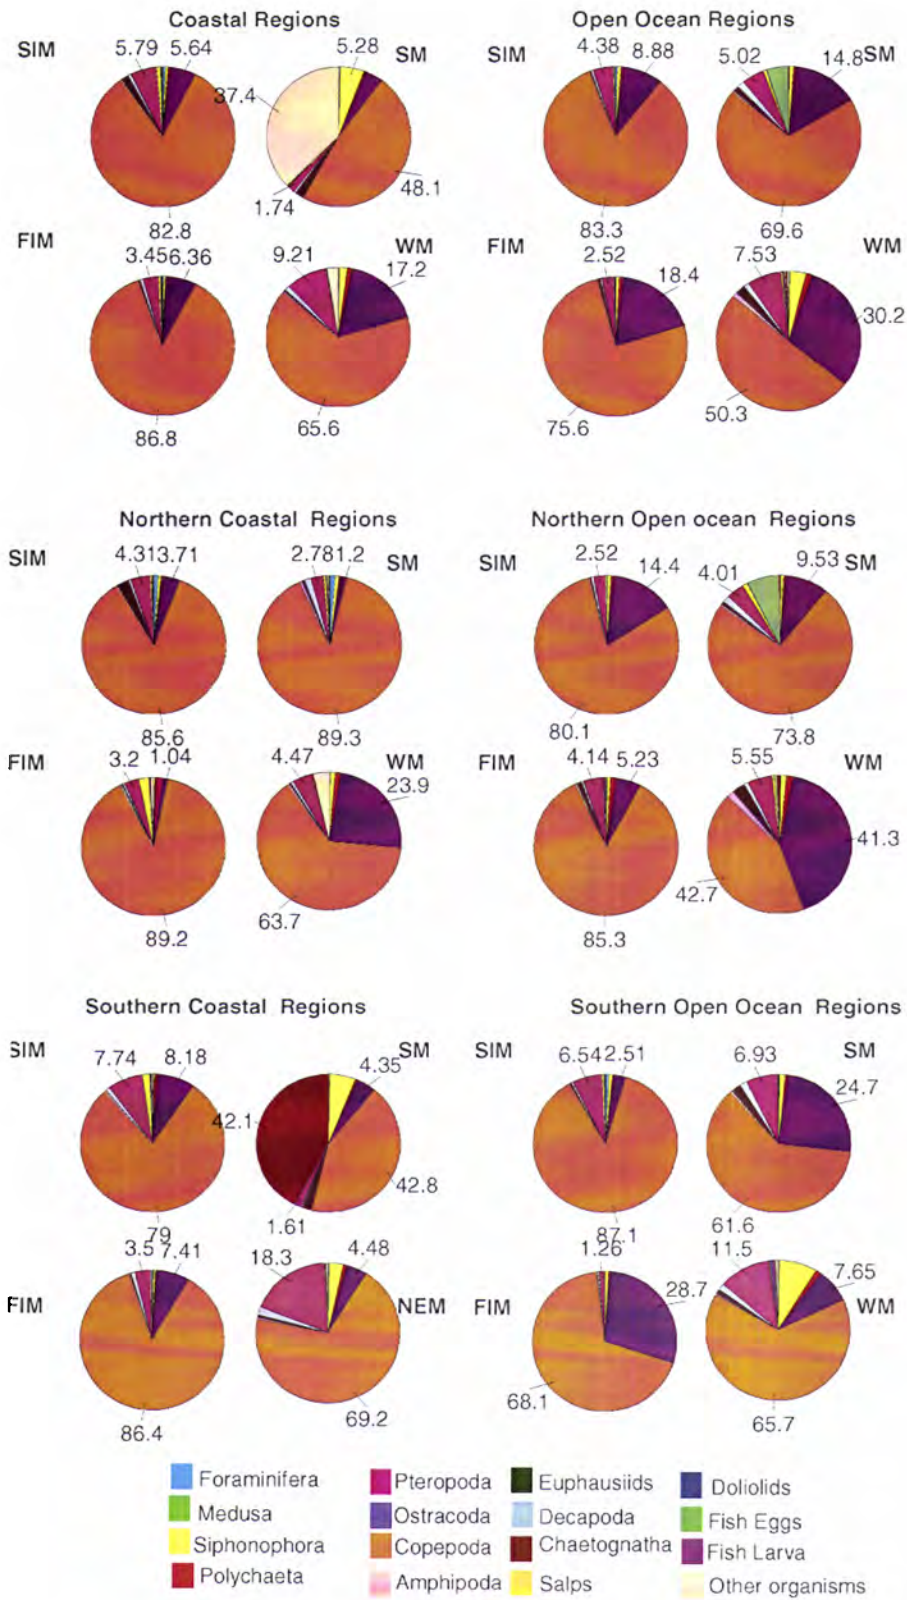 Coastal Regions
Open Ocean Regions
SIM
5.79
5.64
SM
5.28
37.4
1.74
48.1
82.8
SIM
4.38
8.88
5.02
14.8
SM
83.3
69.6
FIM
3.45
6.36
9.21
WM
17.2
86.8
65.6
FIM
2.52
18.4
7.53
WM
30.2
75.6
50.3
Northern Coastal Regions
Northern Open ocean Regions
SIM
4.31
3.71
2.78
1.2
SM
85.6
89.3
SIM
2.52
14.4
4.01
9.53
SM
80.1
73.8
FIM
3.2
1.04
4.47
WM
23.9
89.2
63.7
FIM
4.14
5.23
5.55
WM
41.3
42.7
85.3
Southern Coastal Regions
Southern Open Ocean Regions
SIM
7.74
8.18
SM
4.35
42.1
42.8
1.61
79
SIM
6.54
2.51
6.93
SM
24.7
87.1
61.6
FIM
3.5
7.41
18.3
4.48
NEM
86.4
69.2
FIM
1.26
28.7
11.5
7.65
WM
68.1
65.7
Foraminifera
Medusa
Siphonophora
Polychaeta
Pteropoda
Ostracoda
Copepoda
Amphipoda
Euphausiids
Decapoda
Chaetognatha
Salps
Doliolids
Fish Eggs
Fish Larva
Other organisms